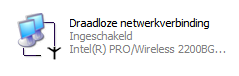 Draadloze netwerkverbinding
Ingeschakeld
Intel(R) PRO/Wireless 2200BG...